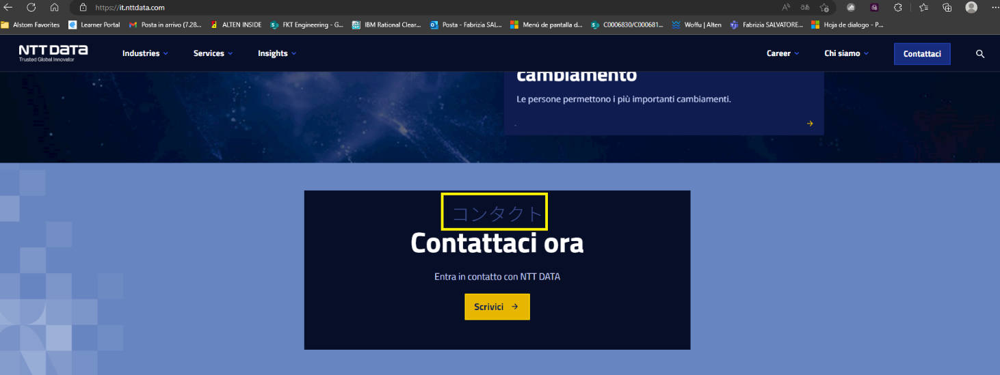 https://it.nttdata.com
Alstom Favorites Learner Portal Posta in arrivo (7.28... ALTEN INSIDE FKT Engineering - G... IBM Rational Clear... Posta - Fabrizia SAL... Menú de pantalla d... C0006830/C000681... Woffu | Alten Fabrizia SALVATORE... Hoja de dialogo - P...
NTT DATA
Trusted Global Innovator
Industries Services Insights Career Chi siamo Contattaci
cambiamento
Le persone permettono i più importanti cambiamenti.
コンタクト
Contattaci ora
Entra in contatto con NTT DATA
Scrivici